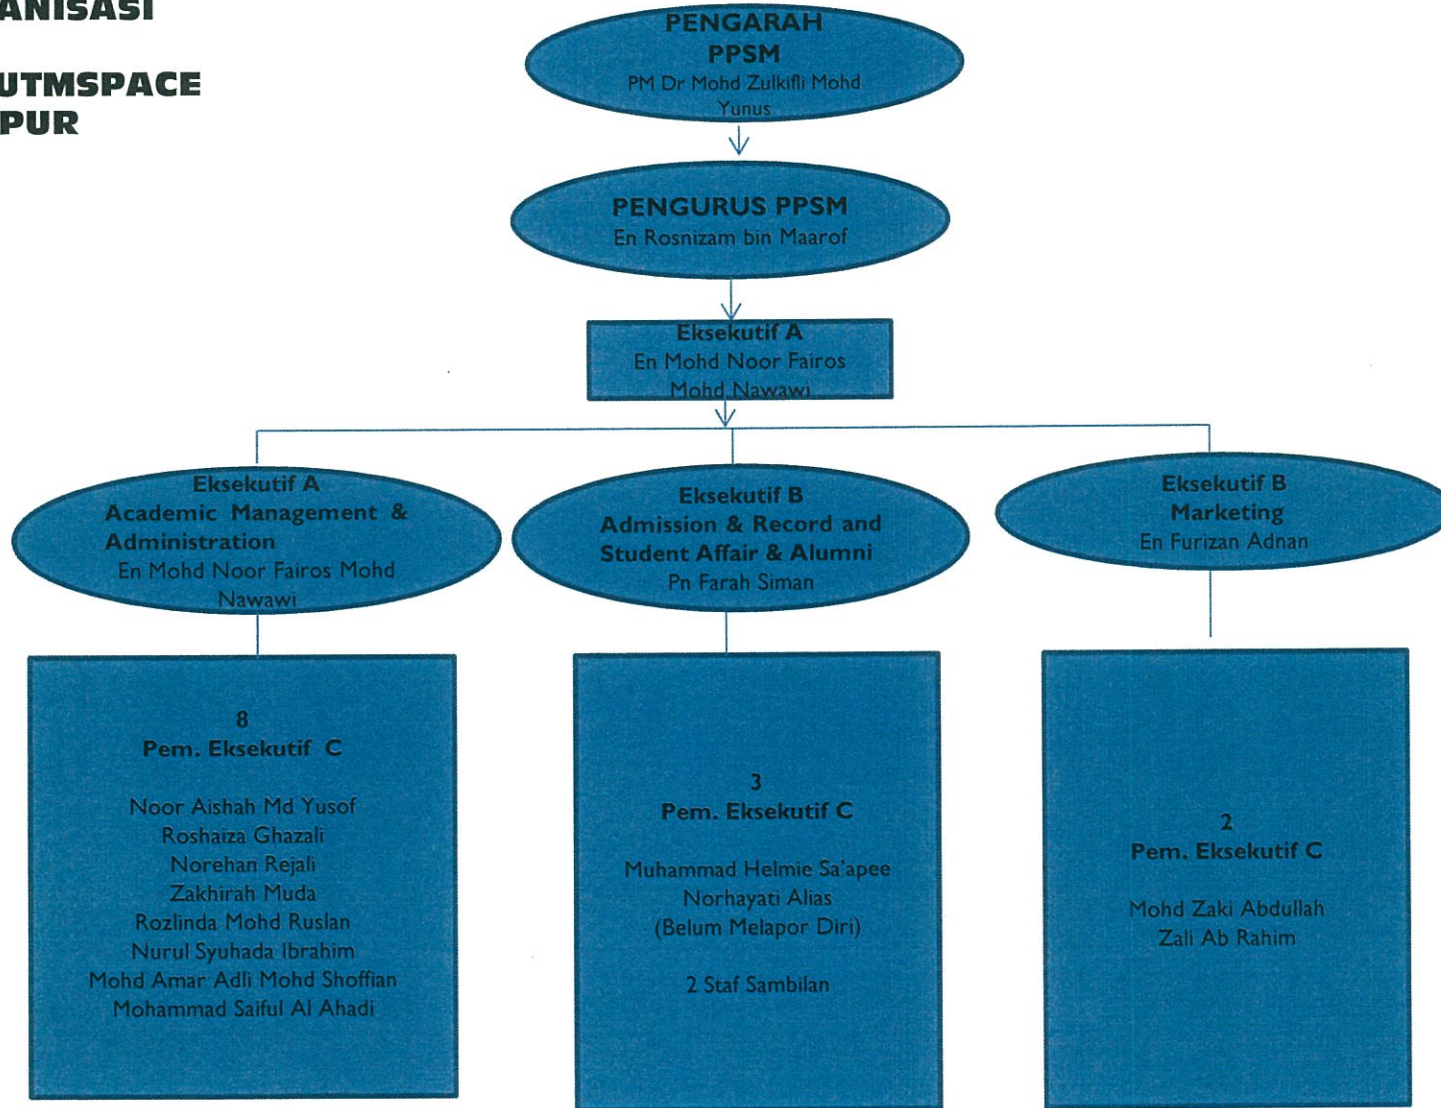 ANISASI
UTMSPACE
PUR
PENGARAH
PPSM
PM Dr Mohd Zulkifli Mohd
Yunus
PENGURUS PPSM
En Rosnizam bin Maarof
Eksekutif A
En Mohd Noor Fairos
Mohd Nawawi
Eksekutif A
Academic Management &
Administration
En Mohd Noor Fairos Mohd
Nawawi
Eksekutif B
Admission & Record and
Student Affair & Alumni
Pn Farah Siman
Eksekutif B
Marketing
En Furizan Adnan
8
Pem. Eksekutif C
Noor Aishah Md Yusof
Roshaiza Ghazali
Norehan Rejali
Zakhirah Muda
Rozlinda Mohd Ruslan
Nurul Syuhada Ibrahim
Mohd Amar Adli Mohd Shoffian
Mohammad Saiful Al Ahadi
3
Pem. Eksekutif C
Muhammad Helmie Sa'apee
Norhayati Alias
(Belum Melapor Diri)
2 Staf Sambilan
2
Pem. Eksekutif C
Mohd Zaki Abdullah
Zali Ab Rahim